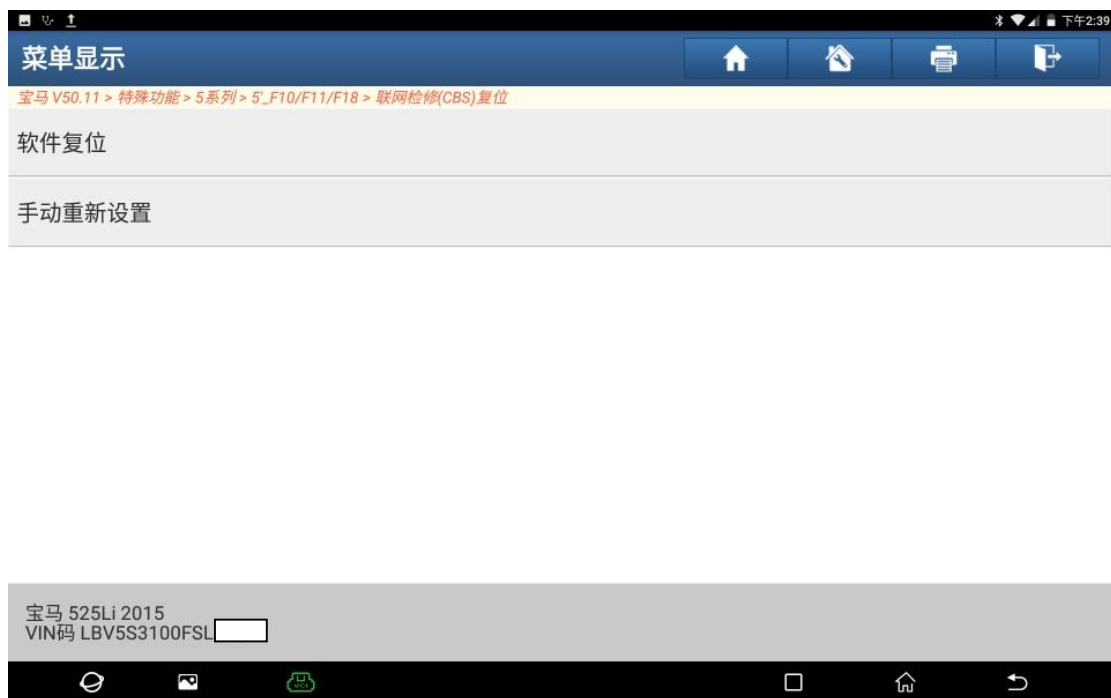 下午2:39
菜单显示
宝马 V50.11 > 特殊功能 > 5系列 > 5'_F10/F11/F18 > 联网检修(CBS)复位
软件复位
手动重新设置
宝马 525Li 2015
VIN码 LBV5S3100FSL
VCI